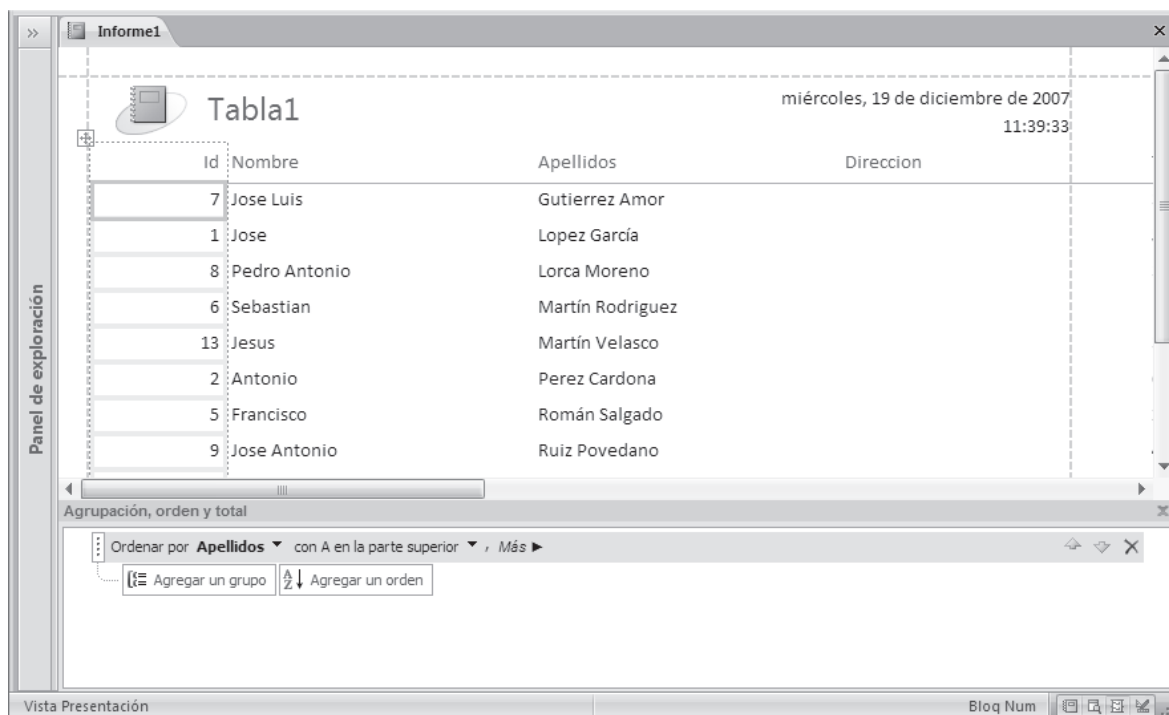 Informe1
Panel de exploración
Tabla1
miércoles, 19 de diciembre de 2007
11:39:33
Id Nombre Apellidos Direccion
7 Jose Luis Gutierrez Amor
1 Jose Lopez García
8 Pedro Antonio Lorca Moreno
6 Sebastian Martín Rodriguez
13 Jesus Martín Velasco
2 Antonio Perez Cardona
5 Francisco Román Salgado
9 Jose Antonio Ruiz Povedano
Agrupación, orden y total
Ordenar por Apellidos con A en la parte superior , Más
Agregar un grupo Agregar un orden
Vista Presentación Bloq Num